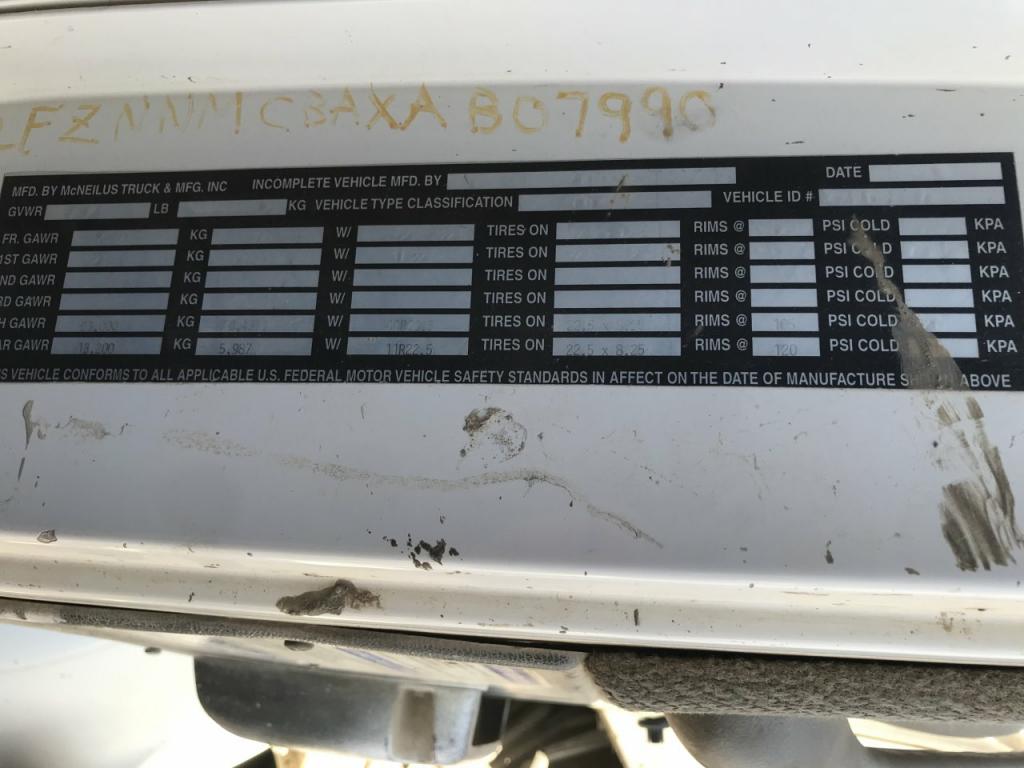 2FZNNMCBAXAB07990
MFD. BY McNEILUS TRUCK & MFG. INC INCOMPLETE VEHICLE MFD. BY DATE
GVWR LB KG VEHICLE TYPE CLASSIFICATION VEHICLE ID #
FR. GAWR KG W/ TIRES ON RIMS @ PSI COLD KPA
1ST GAWR KG W/ TIRES ON RIMS @ PSI COLD KPA
ND GAWR KG W/ TIRES ON RIMS @ PSI COLD KPA
RD GAWR KG W/ TIRES ON RIMS @ PSI COLD KPA
H GAWR KG W/ TIRES ON RIMS @ PSI COLD KPA
AR GAWR 13,200 KG 5,987 W/ 11R22.5 TIRES ON 22.5 x 8.25 RIMS @ 120 PSI COLD KPA
S VEHICLE CONFORMS TO ALL APPLICABLE U.S. FEDERAL MOTOR VEHICLE SAFETY STANDARDS IN AFFECT ON THE DATE OF MANUFACTURE ABOVE